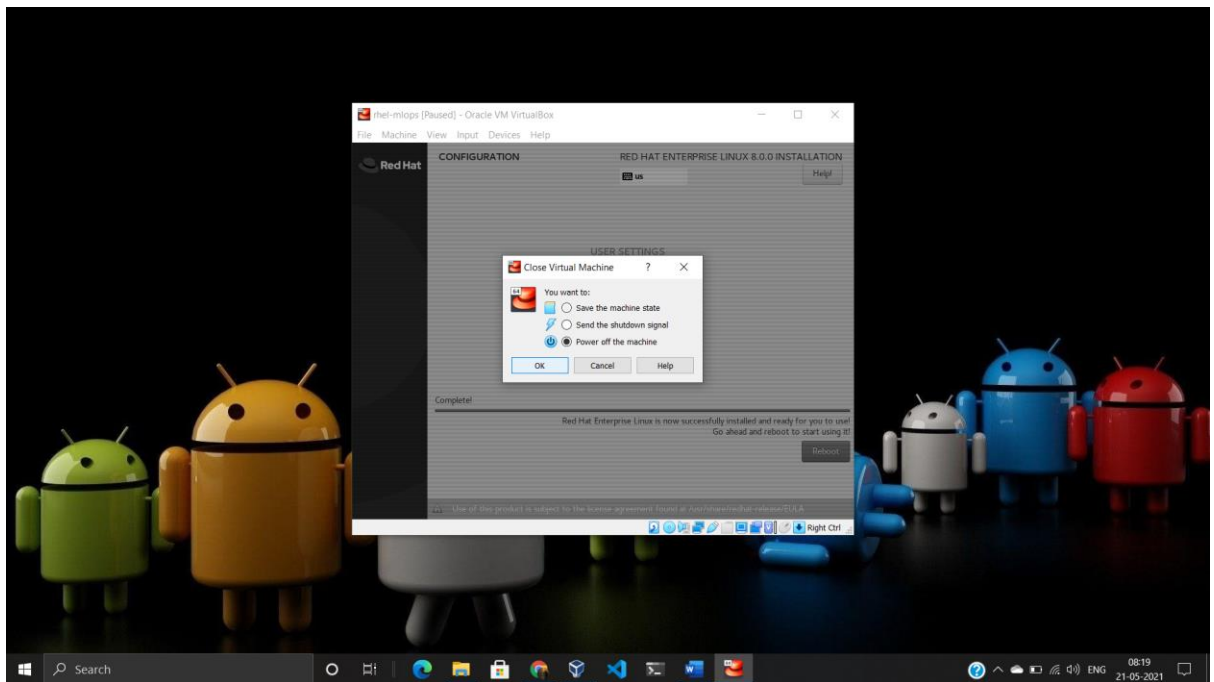 rhel-mlops [Paused] - Oracle VM VirtualBox
File Machine View Input Devices Help
Red Hat
CONFIGURATION
RED HAT ENTERPRISE LINUX 8.0.0 INSTALLATION
us
Help!
USER SETTINGS
Close Virtual Machine ?
64
You want to:
Save the machine state
Send the shutdown signal
Power off the machine
OK Cancel Help
Complete!
Red Hat Enterprise Linux is now successfully installed and ready for you to use!
Go ahead and reboot to start using it!
Reboot
Use of this product is subject to the license agreement found at /usr/share/redhat-release/EULA
Right Ctrl
Search
ENG
08:19
21-05-2021